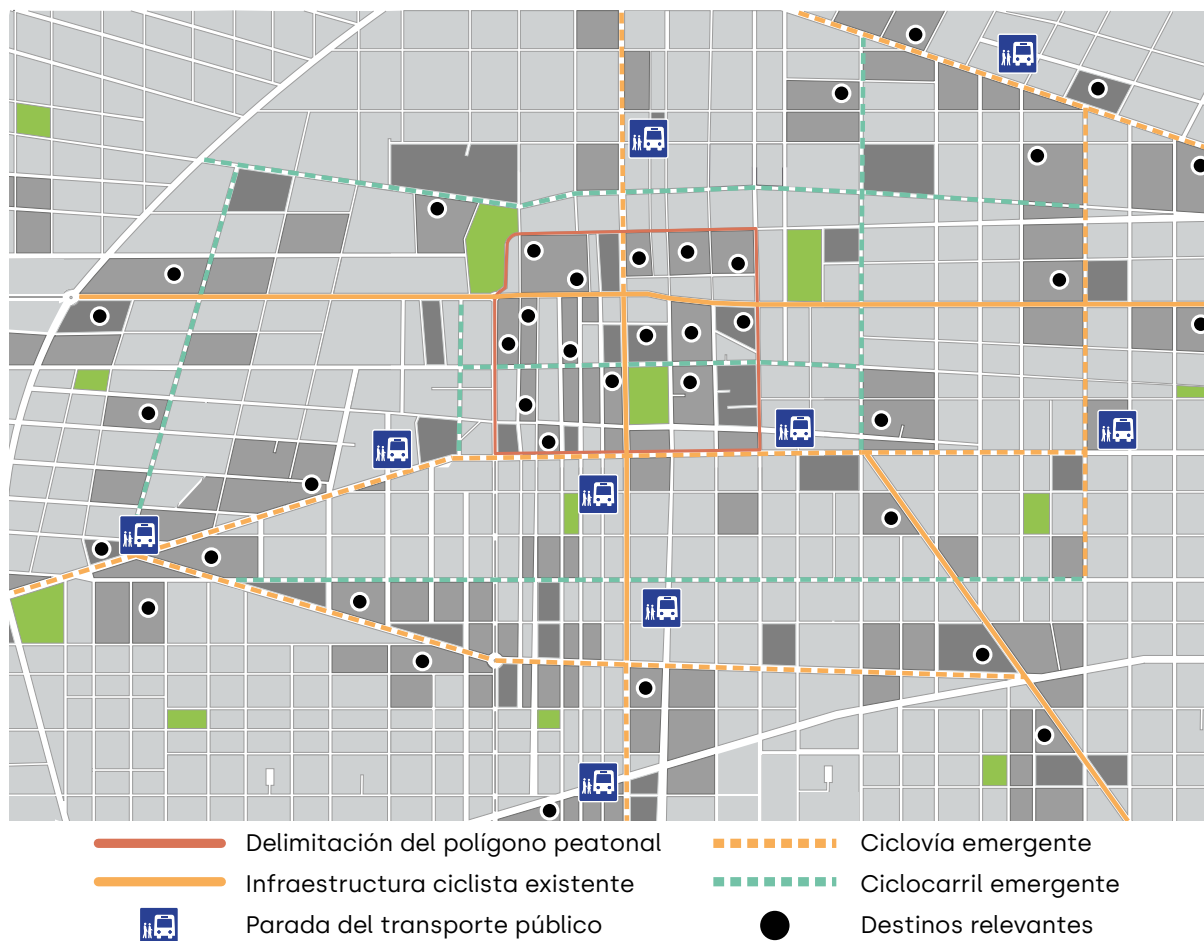 Delimitación del polígono peatonal
Ciclovía emergente
Infraestructura ciclista existente
Ciclocarril emergente
Parada del transporte público
Destinos relevantes